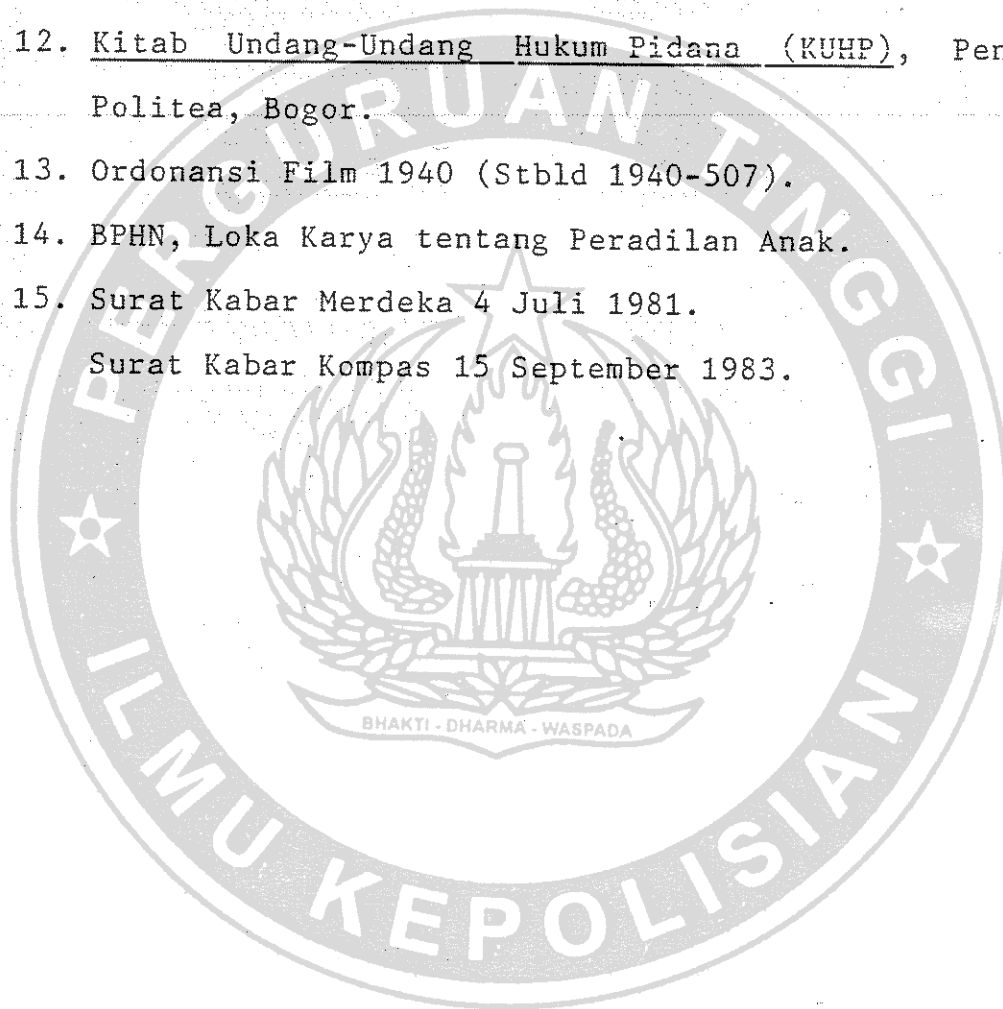 12. Kitab Undang-Undang Hukum Pidana (KUHP), Per
Politea, Bogor.
13. Ordonansi Film 1940 (Stbld 1940-507).
14. BPHN, Loka Karya tentang Peradilan Anak.
15. Surat Kabar Merdeka 4 Juli 1981.
Surat Kabar Kompas 15 September 1983.
PERGURUAN TINGGI
BHAKTI - DHARMA - WASPADA
ILMU KEPOLISIAN